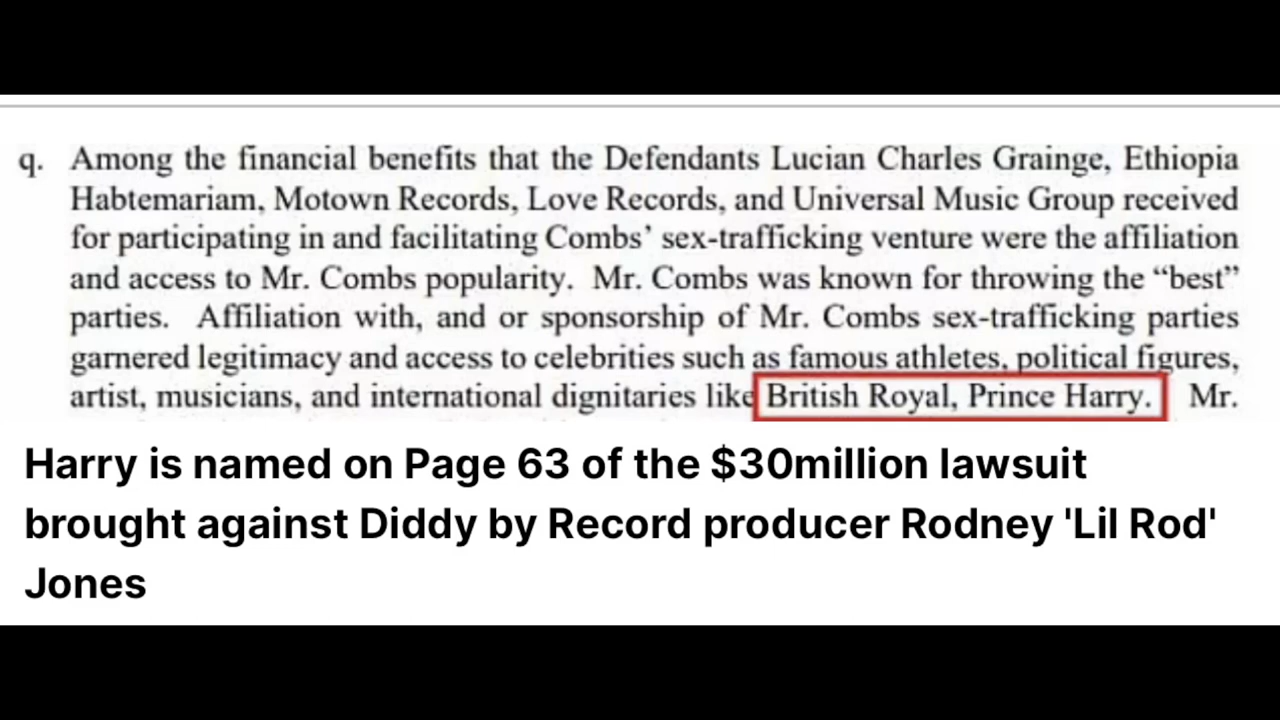 q. Among the financial benefits that the Defendants Lucian Charles Grainge, Ethiopia
Habtemariam, Motown Records, Love Records, and Universal Music Group received
for participating in and facilitating Combs’ sex-trafficking venture were the affiliation
and access to Mr. Combs popularity. Mr. Combs was known for throwing the “best”
parties. Affiliation with, and or sponsorship of Mr. Combs sex-trafficking parties
garnered legitimacy and access to celebrities such as famous athletes, political figures,
artist, musicians, and international dignitaries like British Royal, Prince Harry. Mr.
Harry is named on Page 63 of the $30million lawsuit
brought against Diddy by Record producer Rodney 'Lil Rod'
Jones